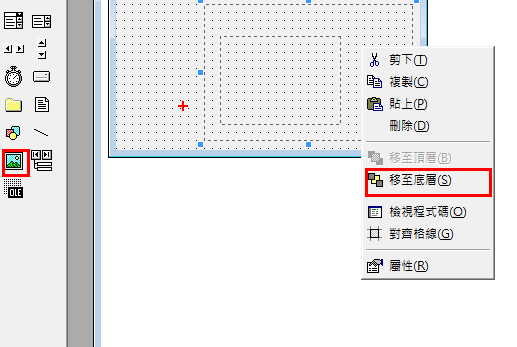 剪下(T)
複製(C)
貼上(P)
刪除(D)
移至頂層(B)
移至底層(S)
檢視程式碼(O)
對齊格線(G)
屬性(R)
OLE